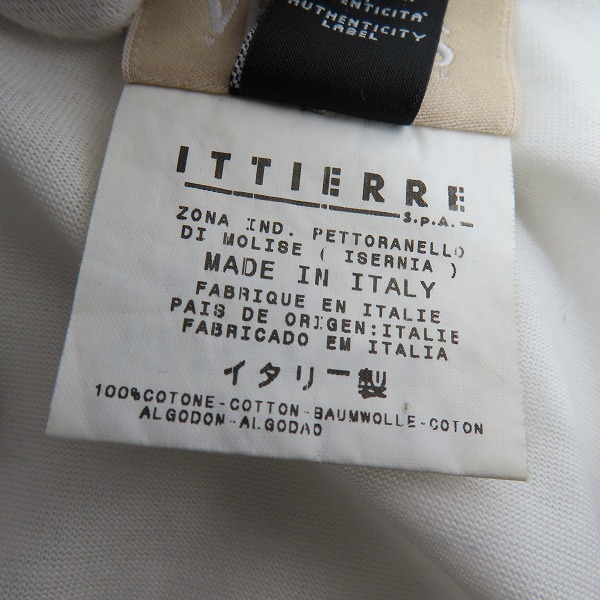 AUTHENTICITY
LABEL
ITTIERRE
S.p.A.
ZONA IND. PETTORANELLO
DI MOLISE ( ISERNIA )
MADE IN ITALY
FABRIQUE EN ITALIE
PAIS DE ORIGEN:ITALIE
FABRICADO EM ITALIA
イタリー製
100%COTONE-COTTON-BAUMWOLLE-COTON
ALGODON-ALGODAO